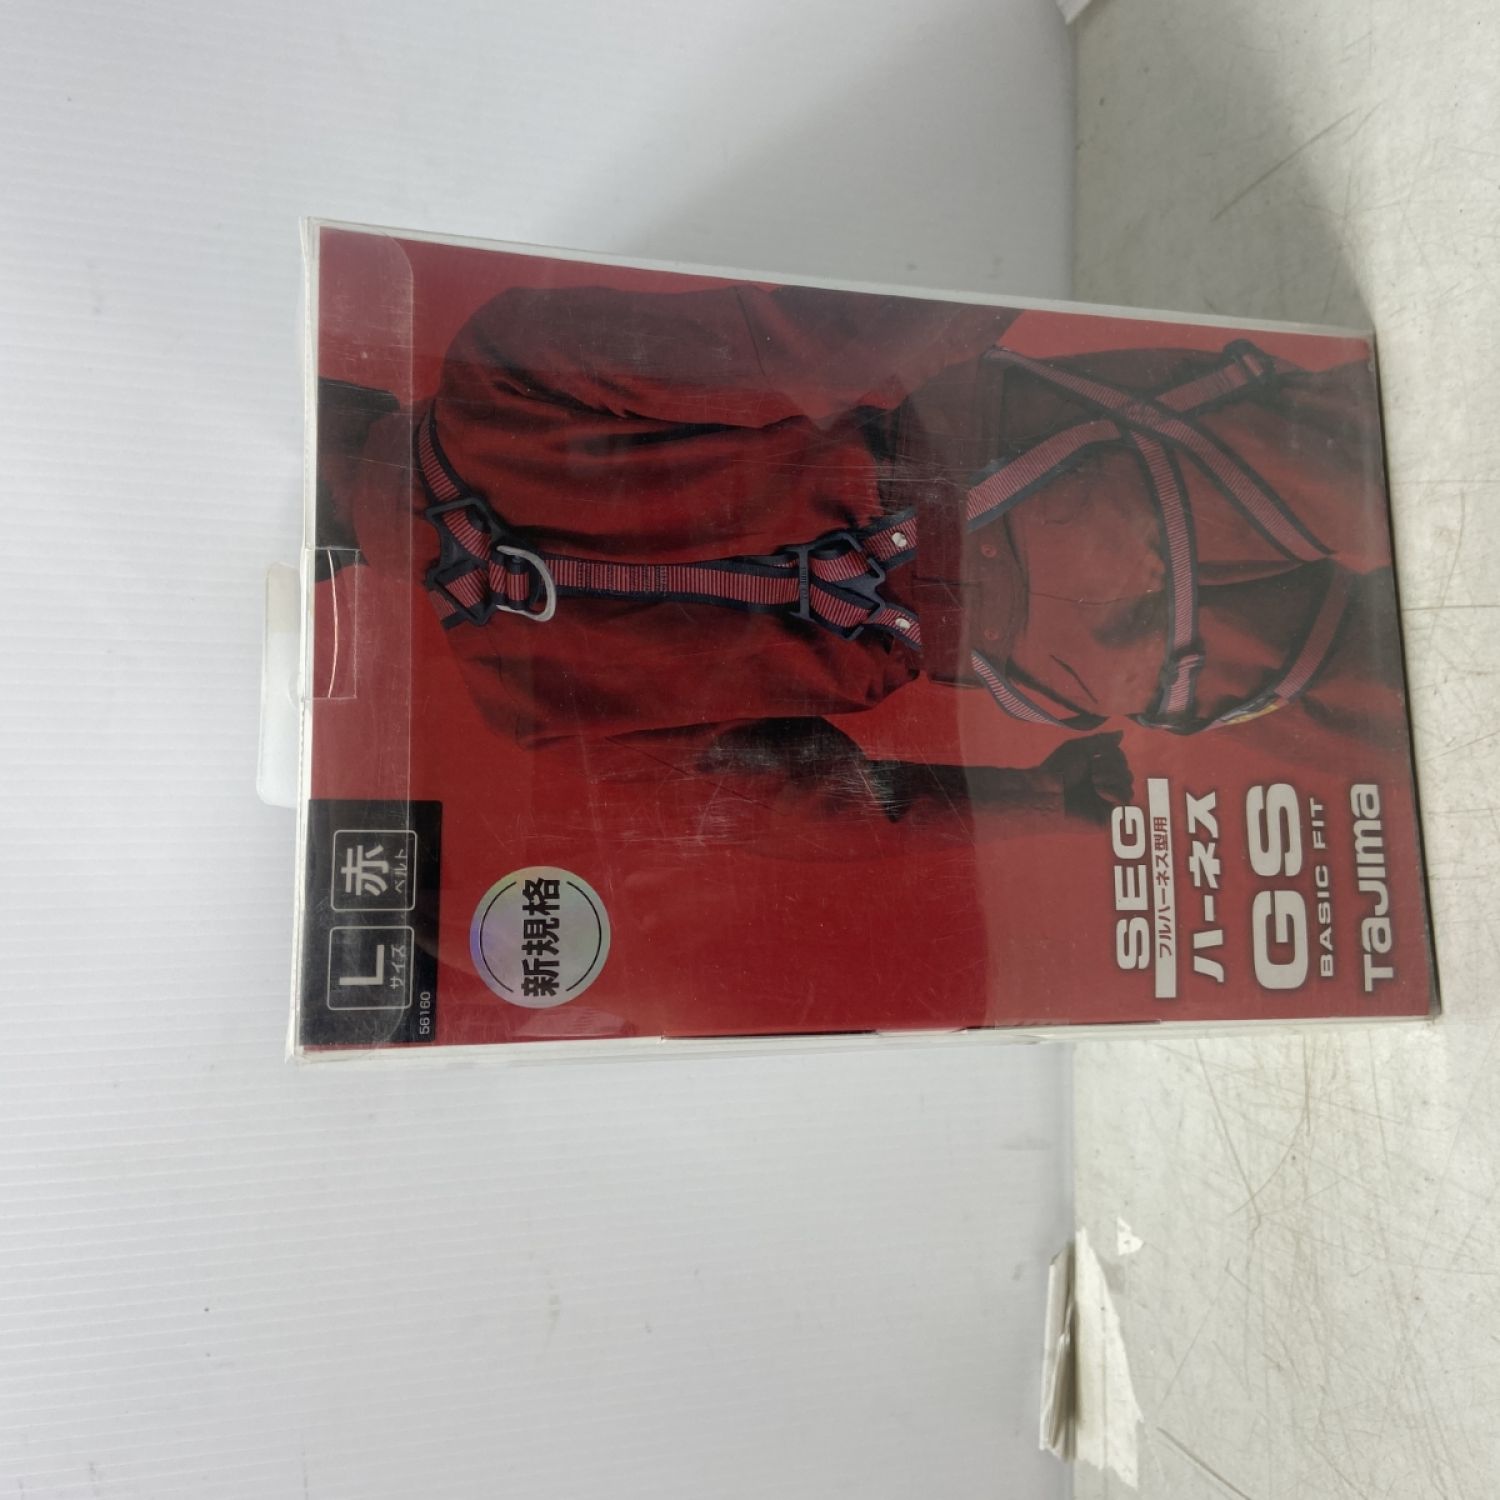 L
サイズ
赤
ベルト
56160
新規格
SEG
フルハーネス型用
ハーネス
GS
BASIC FIT
TaJima